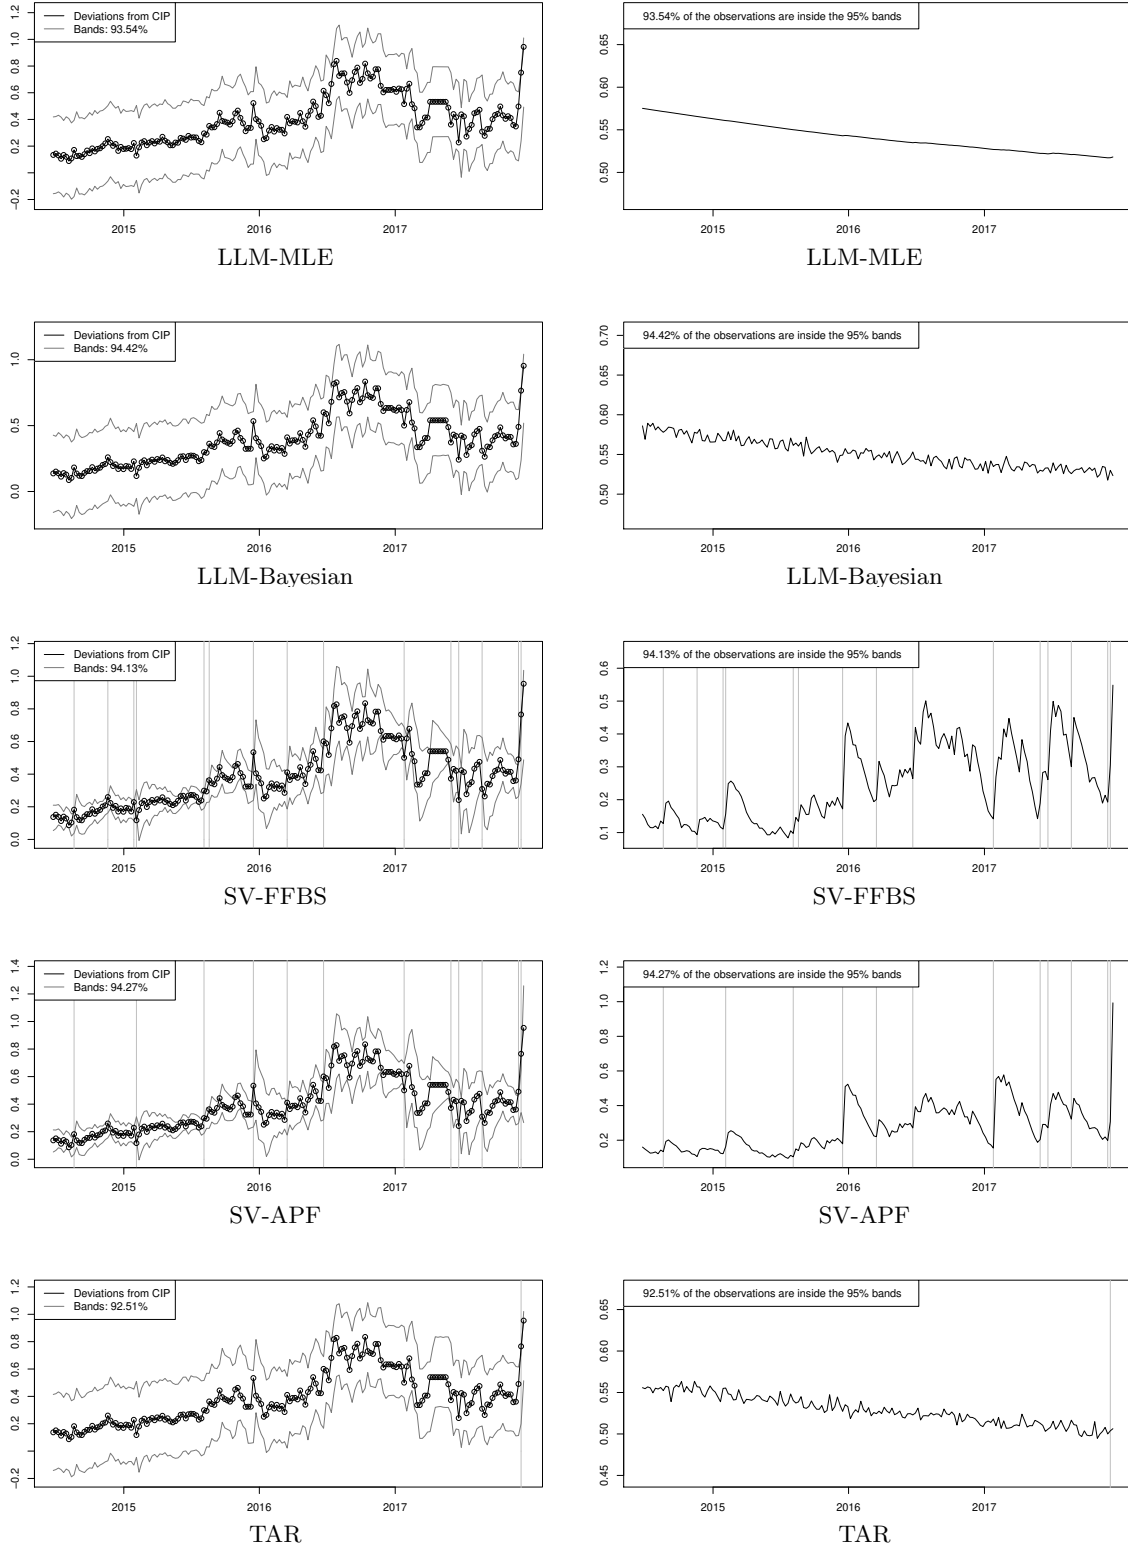 Deviations from CIP
Bands: 93.54%
−0.2 0.2 0.4 0.6 0.8 1.0
2015 2016 2017
LLM-MLE
93.54% of the observations are inside the 95% bands
0.50 0.55 0.60 0.65
2015 2016 2017
LLM-MLE
Deviations from CIP
Bands: 94.42%
0.0 0.5 1.0
2015 2016 2017
LLM-Bayesian
94.42% of the observations are inside the 95% bands
0.50 0.55 0.60 0.65 0.70
2015 2016 2017
LLM-Bayesian
Deviations from CIP
Bands: 94.13%
0.0 0.2 0.4 0.6 0.8 1.0 1.2
2015 2016 2017
SV-FFBS
94.13% of the observations are inside the 95% bands
0.1 0.2 0.3 0.4 0.5 0.6
2015 2016 2017
SV-FFBS
Deviations from CIP
Bands: 94.27%
0.0 0.2 0.4 0.6 0.8 1.0 1.2 1.4
2015 2016 2017
SV-APF
94.27% of the observations are inside the 95% bands
0.2 0.4 0.6 0.8 1.0 1.2
2015 2016 2017
SV-APF
Deviations from CIP
Bands: 92.51%
−0.2 0.2 0.4 0.6 0.8 1.0 1.2
2015 2016 2017
TAR
92.51% of the observations are inside the 95% bands
0.45 0.50 0.55 0.60 0.65
2015 2016 2017
TAR